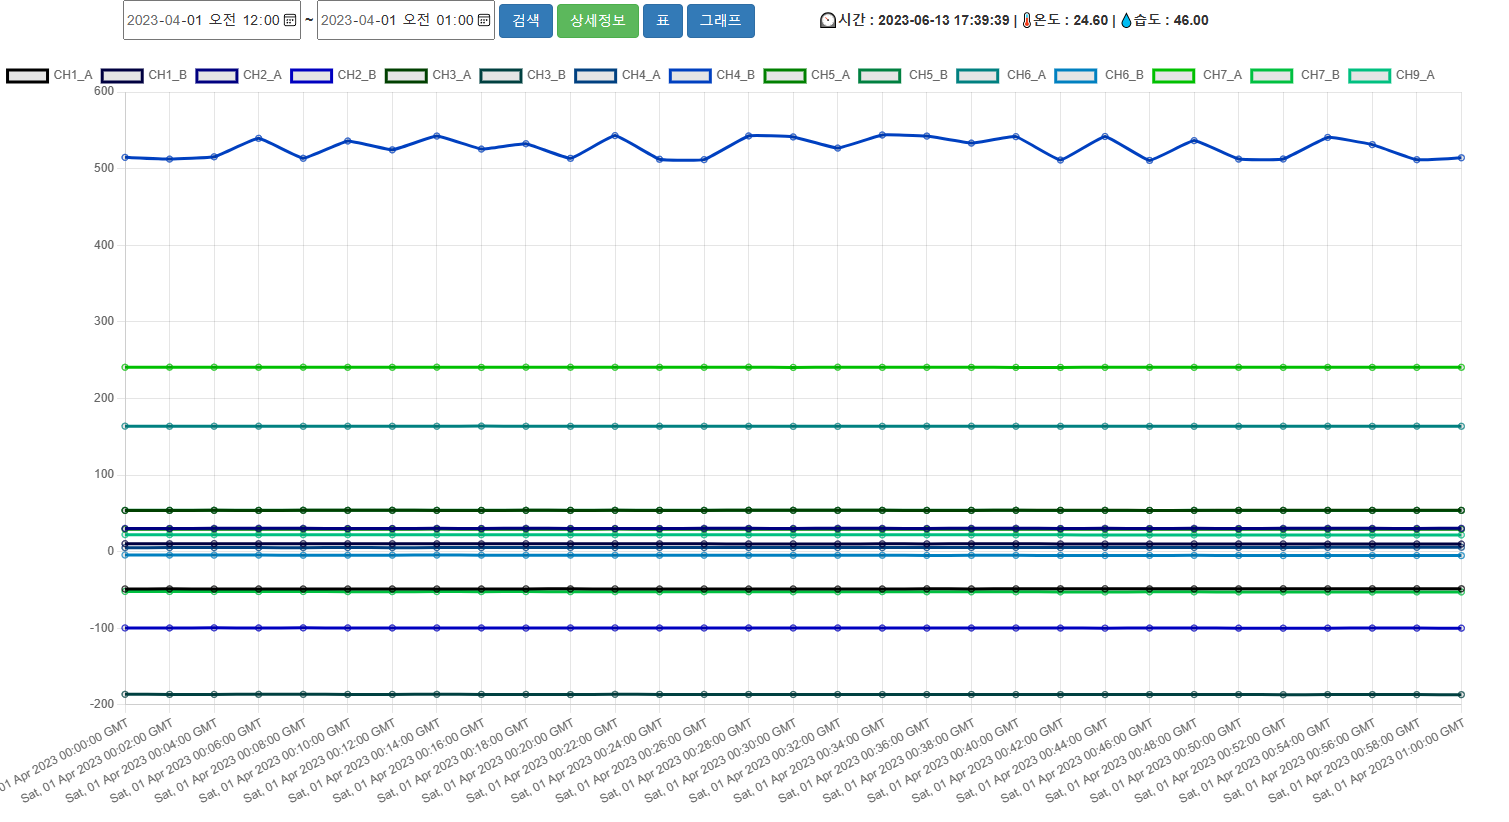 2023-04-01 오전 12:00 ~ 2023-04-01 오전 01:00 검색 상세정보 표 그래프 시간 : 2023-06-13 17:39:39 | 온도 : 24.60 | 습도 : 46.00
CH1_A CH1_B CH2_A CH2_B CH3_A CH3_B CH4_A CH4_B CH5_A CH5_B CH6_A CH6_B CH7_A CH7_B CH9_A
600
500
400
300
200
100
0
-100
-200
01 Apr 2023 00:00:00 GMT
Sat, 01 Apr 2023 00:02:00 GMT
Sat, 01 Apr 2023 00:04:00 GMT
Sat, 01 Apr 2023 00:06:00 GMT
Sat, 01 Apr 2023 00:08:00 GMT
Sat, 01 Apr 2023 00:10:00 GMT
Sat, 01 Apr 2023 00:12:00 GMT
Sat, 01 Apr 2023 00:14:00 GMT
Sat, 01 Apr 2023 00:16:00 GMT
Sat, 01 Apr 2023 00:18:00 GMT
Sat, 01 Apr 2023 00:20:00 GMT
Sat, 01 Apr 2023 00:22:00 GMT
Sat, 01 Apr 2023 00:24:00 GMT
Sat, 01 Apr 2023 00:26:00 GMT
Sat, 01 Apr 2023 00:28:00 GMT
Sat, 01 Apr 2023 00:30:00 GMT
Sat, 01 Apr 2023 00:32:00 GMT
Sat, 01 Apr 2023 00:34:00 GMT
Sat, 01 Apr 2023 00:36:00 GMT
Sat, 01 Apr 2023 00:38:00 GMT
Sat, 01 Apr 2023 00:40:00 GMT
Sat, 01 Apr 2023 00:42:00 GMT
Sat, 01 Apr 2023 00:44:00 GMT
Sat, 01 Apr 2023 00:46:00 GMT
Sat, 01 Apr 2023 00:48:00 GMT
Sat, 01 Apr 2023 00:50:00 GMT
Sat, 01 Apr 2023 00:52:00 GMT
Sat, 01 Apr 2023 00:54:00 GMT
Sat, 01 Apr 2023 00:56:00 GMT
Sat, 01 Apr 2023 00:58:00 GMT
Sat, 01 Apr 2023 01:00:00 GMT